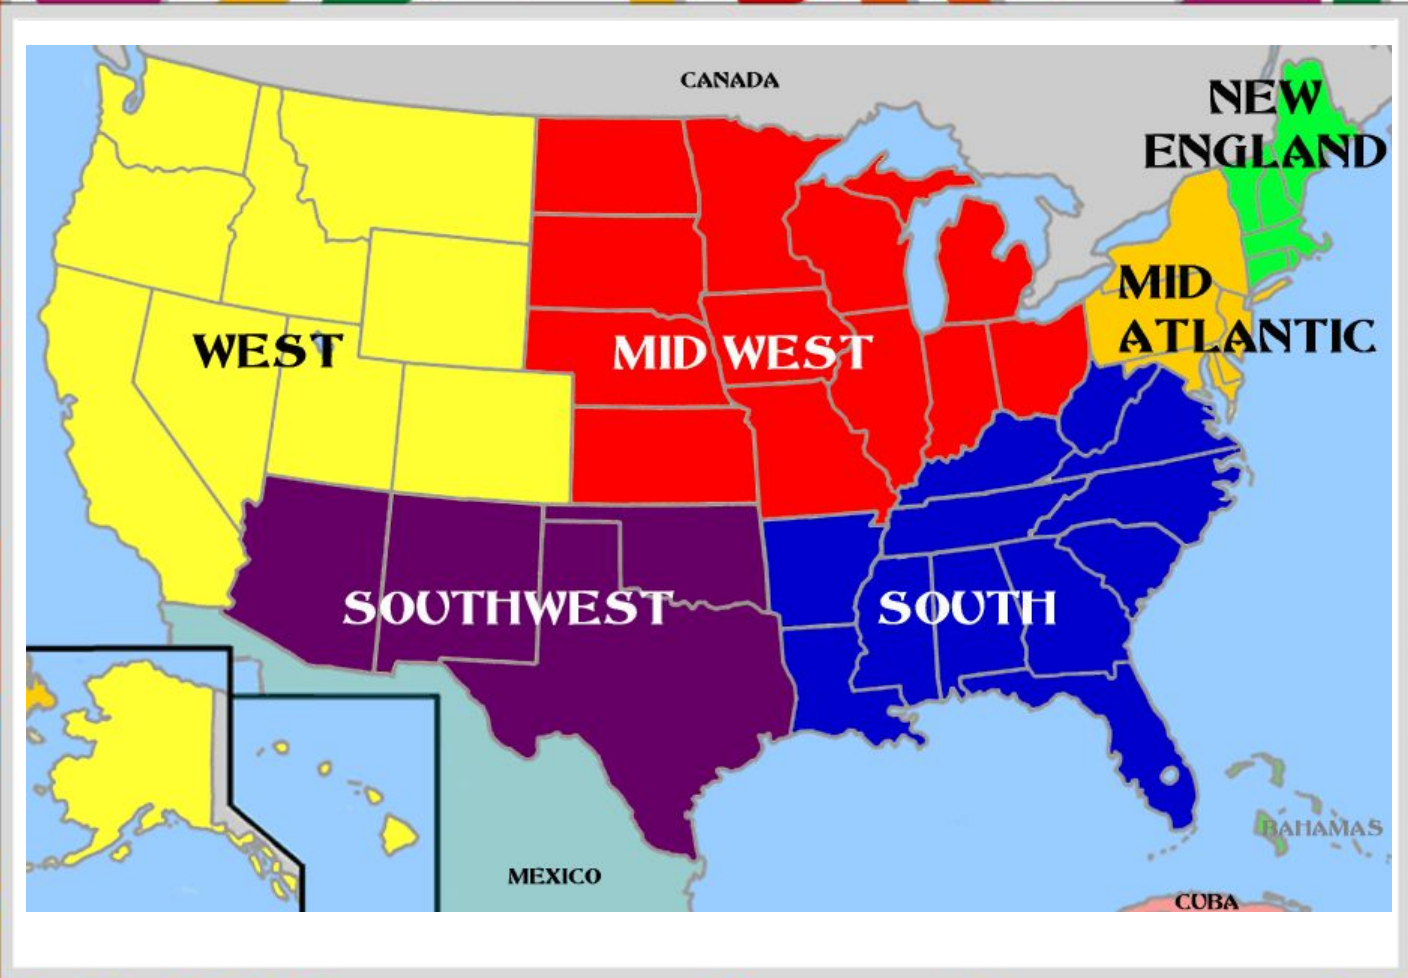 CANADA
NEW
ENGLAND
MID
ATLANTIC
WEST
MID WEST
SOUTHWEST
SOUTH
BAHAMAS
MEXICO
CUBA